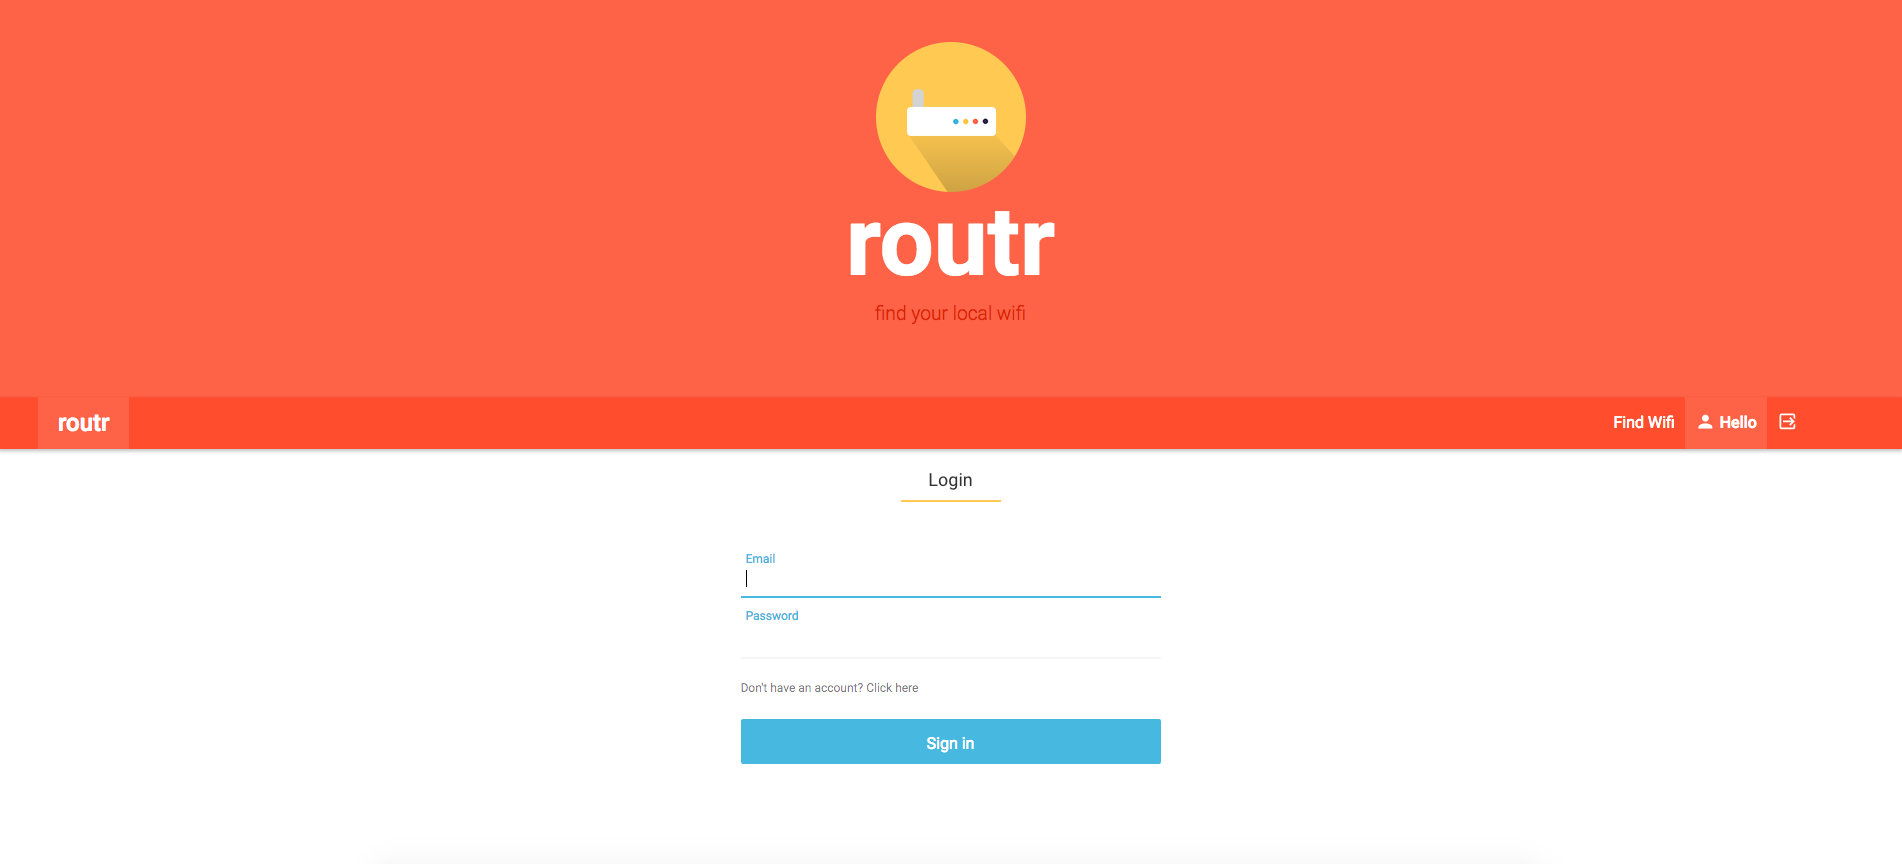 routr
find your local wifi
routr
Find Wifi
Hello
Login
Email
Password
Don't have an account? Click here
Sign in